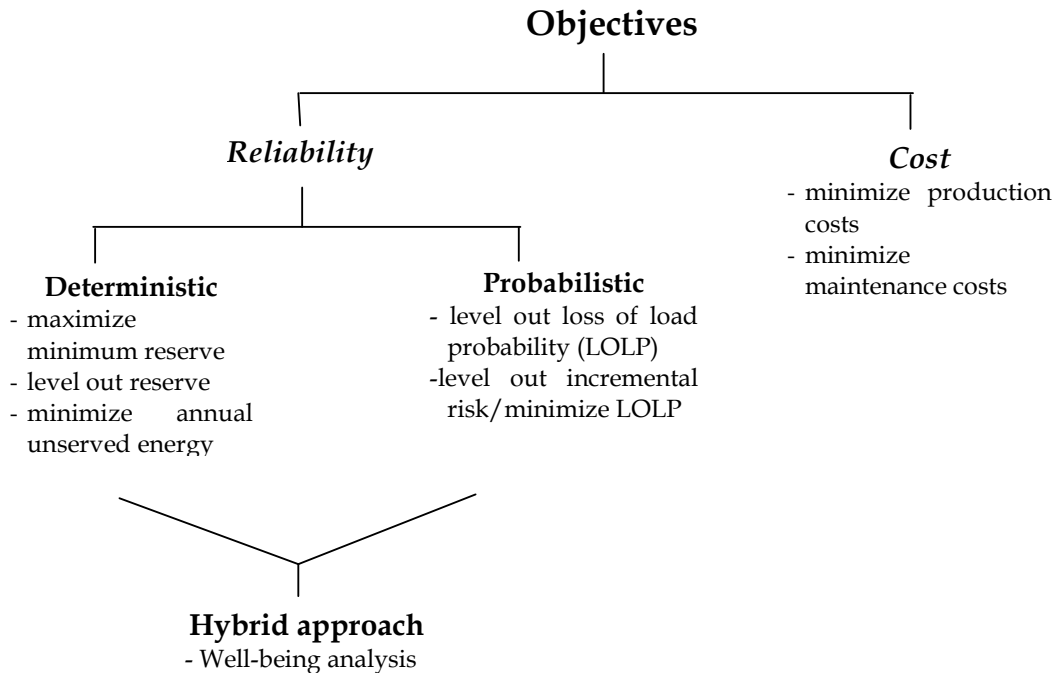 Objectives
Reliability
Cost
- minimize production
costs
- minimize
maintenance costs
Deterministic
- maximize
minimum reserve
- level out reserve
- minimize annual
unserved energy
Probabilistic
- level out loss of load
probability (LOLP)
-level out incremental
risk/minimize LOLP
Hybrid approach
- Well-being analysis